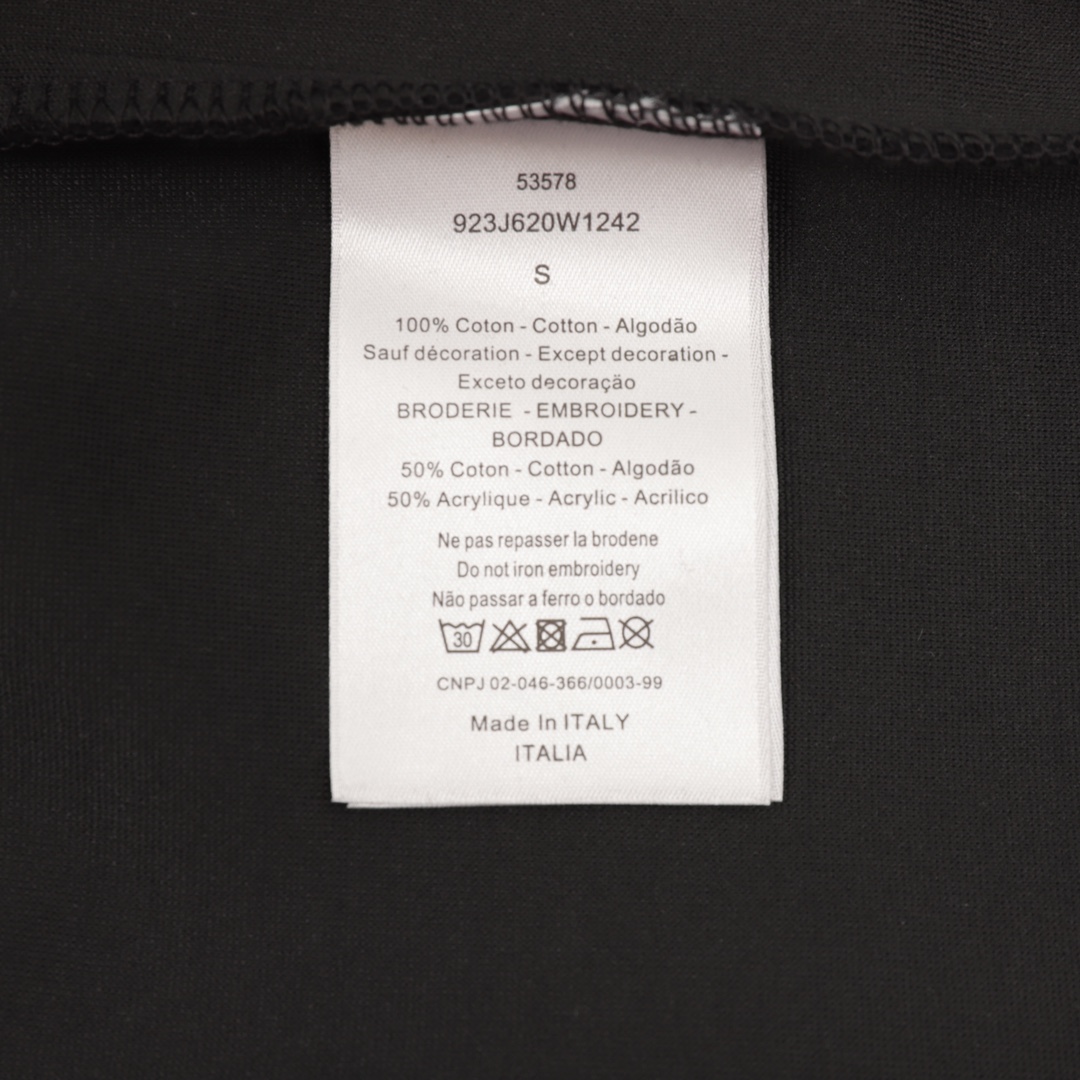 53578
923J620W1242
S
100% Coton - Cotton - Algodão
Sauf décoration - Except decoration -
Exceto decoração
BRODERIE - EMBROIDERY -
BORDADO
50% Coton - Cotton - Algodão
50% Acrylique - Acrylic - Acrilico
Ne pas repasser la brodene
Do not iron embroidery
Não passar a ferro o bordado
30
CNPJ 02-046-366/0003-99
Made In ITALY
ITALIA